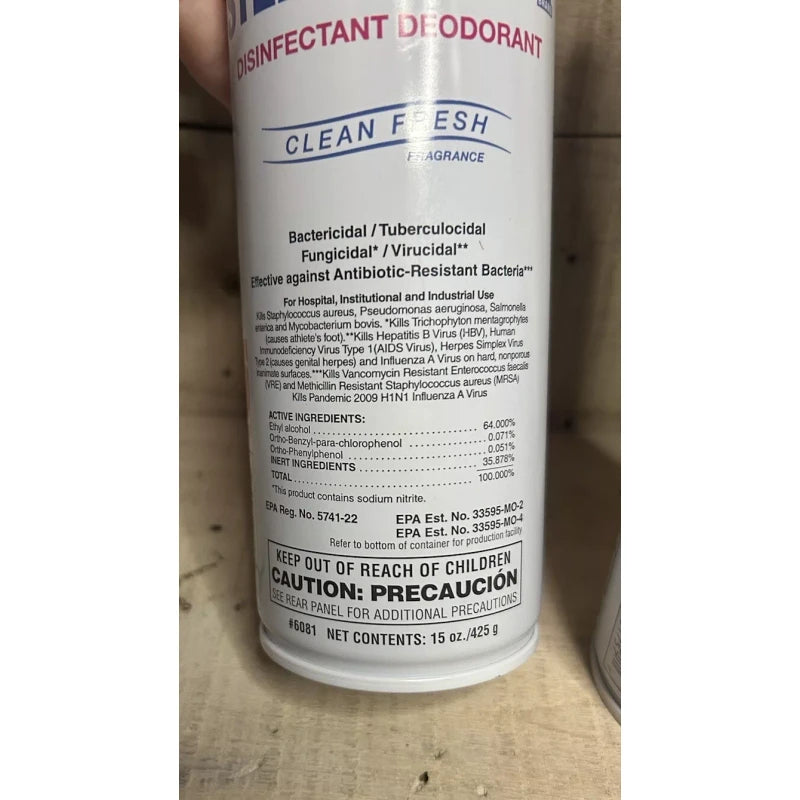 DISINFECTANT DEODORANT
CLEAN FRESH
FRAGRANCE
Bactericidal / Tuberculocidal
Fungicidal* / Virucidal**
Effective against Antibiotic-Resistant Bacteria***
For Hospital, Institutional and Industrial Use
Kills Staphylococcus aureus, Pseudomonas aeruginosa, Salmonella
enterica and Mycobacterium bovis. *Kills Trichophyton mentagrophytes
(causes athlete's foot).**Kills Hepatitis B Virus (HBV), Human
Immunodeficiency Virus Type 1(AIDS Virus), Herpes Simplex Virus
Type 2(causes genital herpes) and Influenza A Virus on hard, nonporous
inanimate surfaces.***Kills Vancomycin Resistant Enterococcus faecalis
(VRE) and Methicillin Resistant Staphylococcus aureus (MRSA)
Kills Pandemic 2009 H1N1 Influenza A Virus
ACTIVE INGREDIENTS:
Ethyl alcohol 64.000%
Ortho-Benzyl-para-chlorophenol 0.071%
Ortho-Phenylphenol 0.051%
INERT INGREDIENTS 35.878%
TOTAL 100.000%
*This product contains sodium nitrite.
EPA Reg. No. 5741-22 EPA Est. No. 33595-MO-2
EPA Est. No. 33595-MO-4
Refer to bottom of container for production facility
KEEP OUT OF REACH OF CHILDREN
CAUTION: PRECAUCIÓN
SEE REAR PANEL FOR ADDITIONAL PRECAUTIONS
#6081 NET CONTENTS: 15 oz./425 g